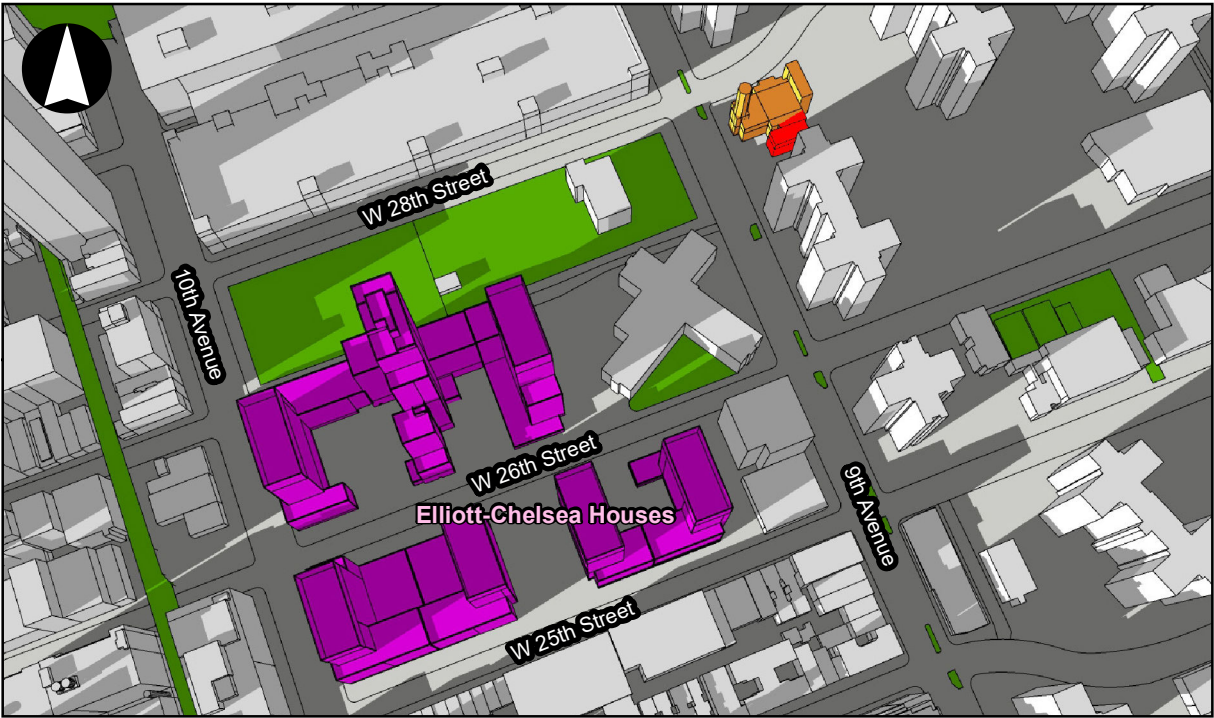 W 28th Street
10th Avenue
W 26th Street
Elliott-Chelsea Houses
9th Avenue
W 25th Street